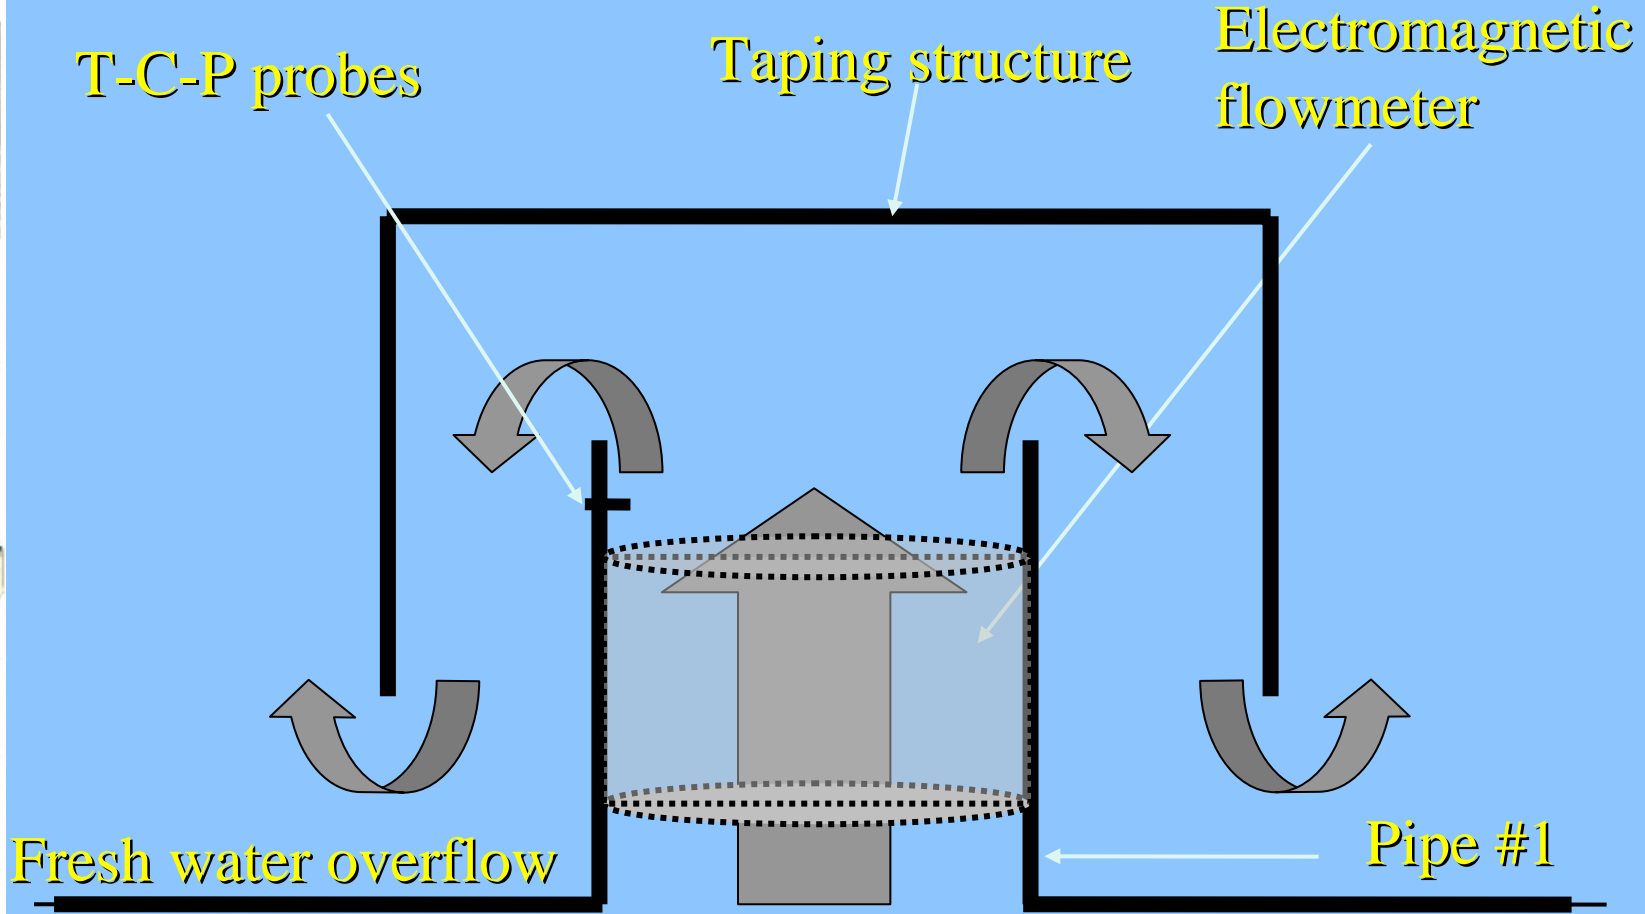 T-C-P probes
Taping structure
Electromagnetic
flowmeter
Fresh water overflow
Pipe #1